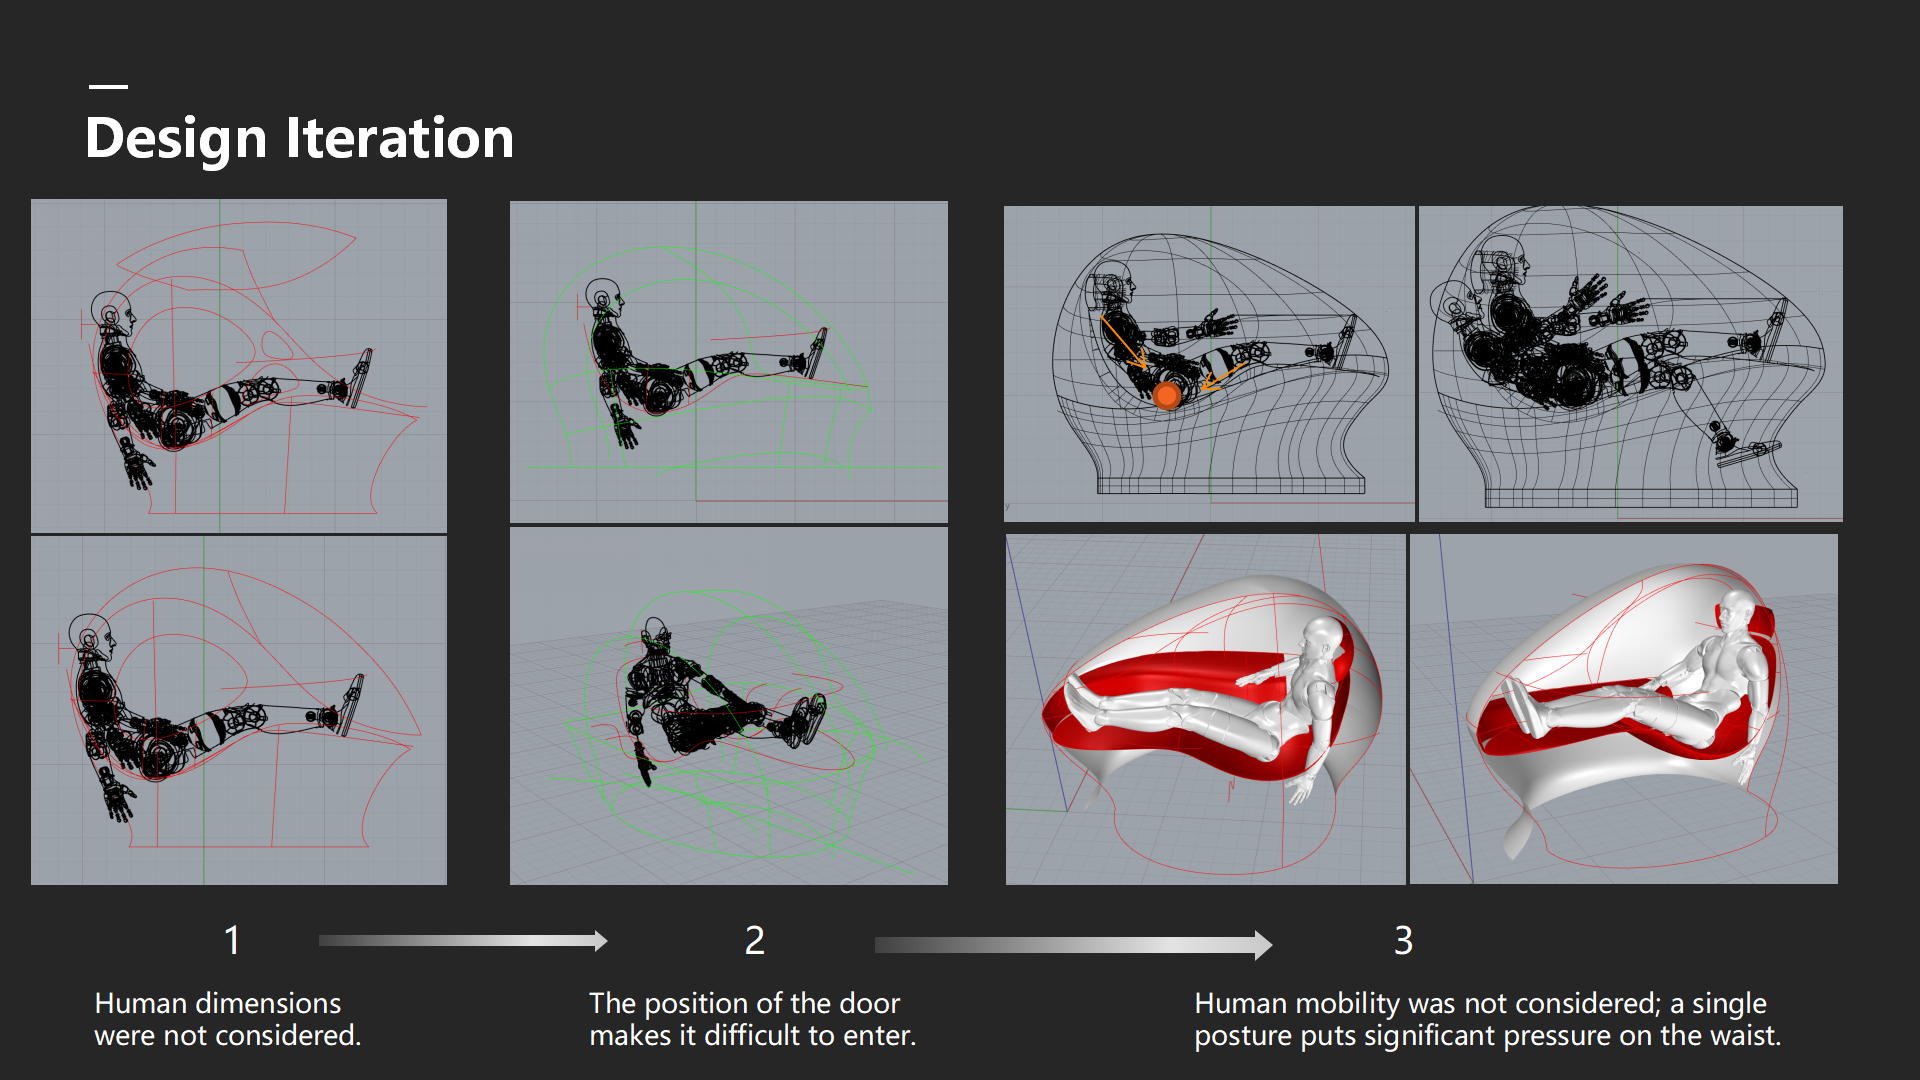 Design Iteration
1
2
3
Human dimensions
were not considered.
The position of the door
makes it difficult to enter.
Human mobility was not considered; a single
posture puts significant pressure on the waist.